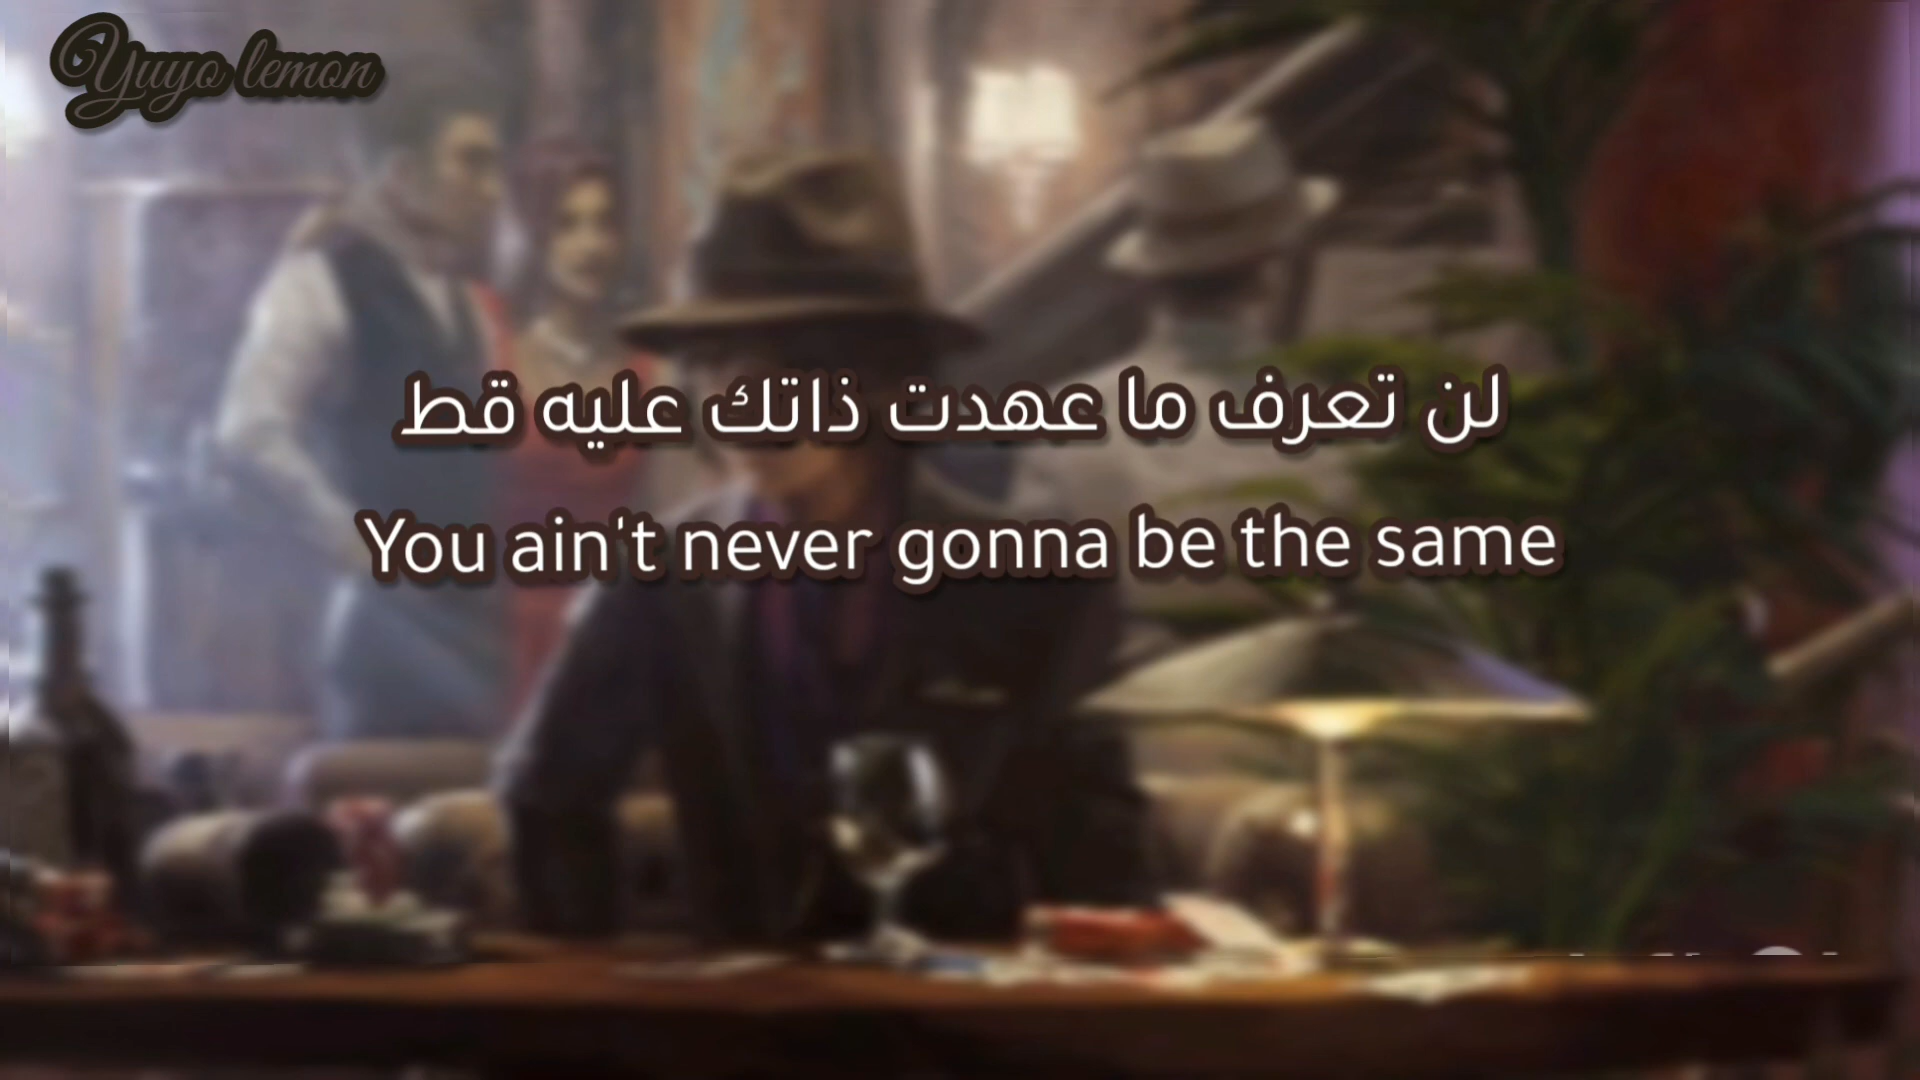 Yuyo lemon
لن تعرف ما عهدت ذاتك عليه قط
You ain't never gonna be the same